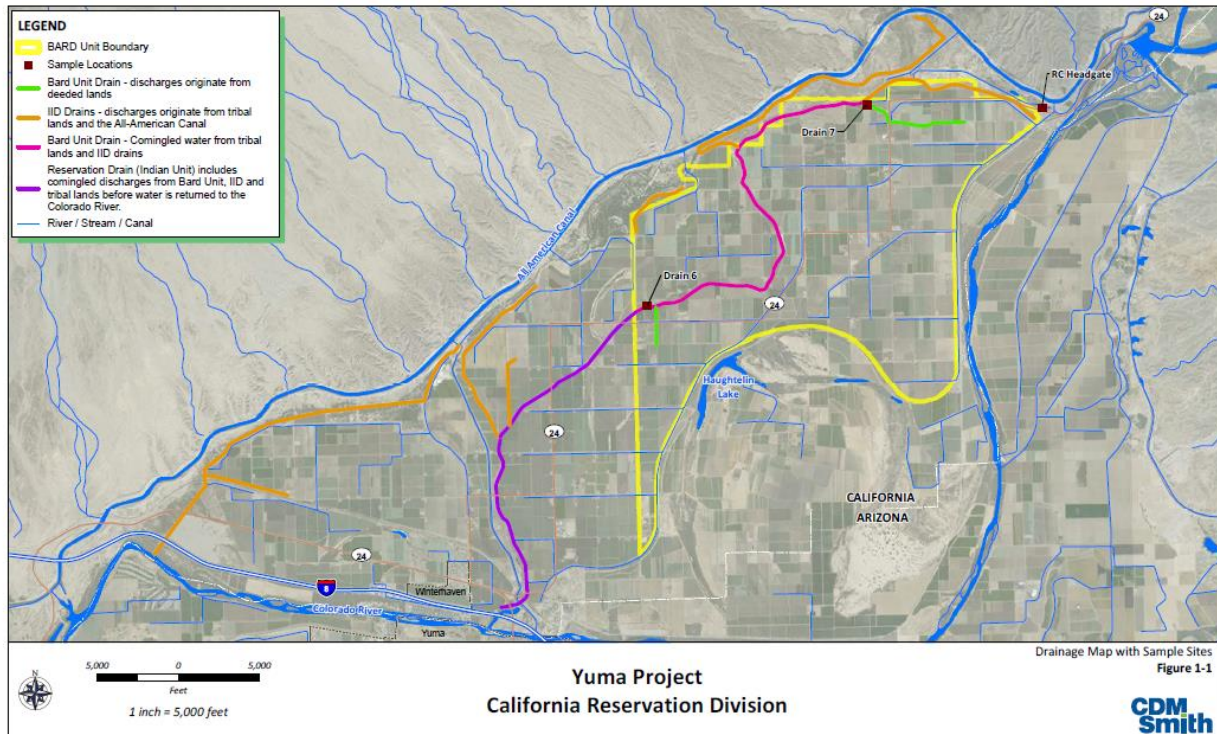 LEGEND
BARD Unit Boundary
Sample Locations
Bard Unit Drain - discharges originate from
deeded lands
IID Drains - discharges originate from tribal
lands and the All-American Canal
Bard Unit Drain - Comingled water from tribal
lands and IID drains
Reservation Drain (Indian Unit) includes
comingled discharges from Bard Unit, IID and
tribal lands before water is returned to the
Colorado River.
River / Stream / Canal
24
RC Headgate
Drain 7
All American Canal
Drain 6
24
Haughtelin
Lake
24
CALIFORNIA
ARIZONA
24
8
Winterhaven
Colorado River
Yuma
Drainage Map with Sample Sites
Figure 1-1
N
5,000 0 5,000
Feet
1 inch = 5,000 feet
Yuma Project
California Reservation Division
CDM
Smith